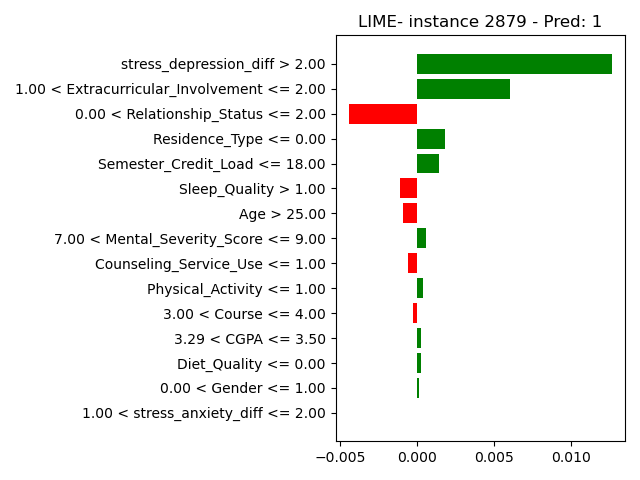 LIME- instance 2879 - Pred: 1
stress_depression_diff > 2.00
1.00 < Extracurricular_Involvement <= 2.00
0.00 < Relationship_Status <= 2.00
Residence_Type <= 0.00
Semester_Credit_Load <= 18.00
Sleep_Quality > 1.00
Age > 25.00
7.00 < Mental_Severity_Score <= 9.00
Counseling_Service_Use <= 1.00
Physical_Activity <= 1.00
3.00 < Course <= 4.00
3.29 < CGPA <= 3.50
Diet_Quality <= 0.00
0.00 < Gender <= 1.00
1.00 < stress_anxiety_diff <= 2.00
−0.005 0.000 0.005 0.010